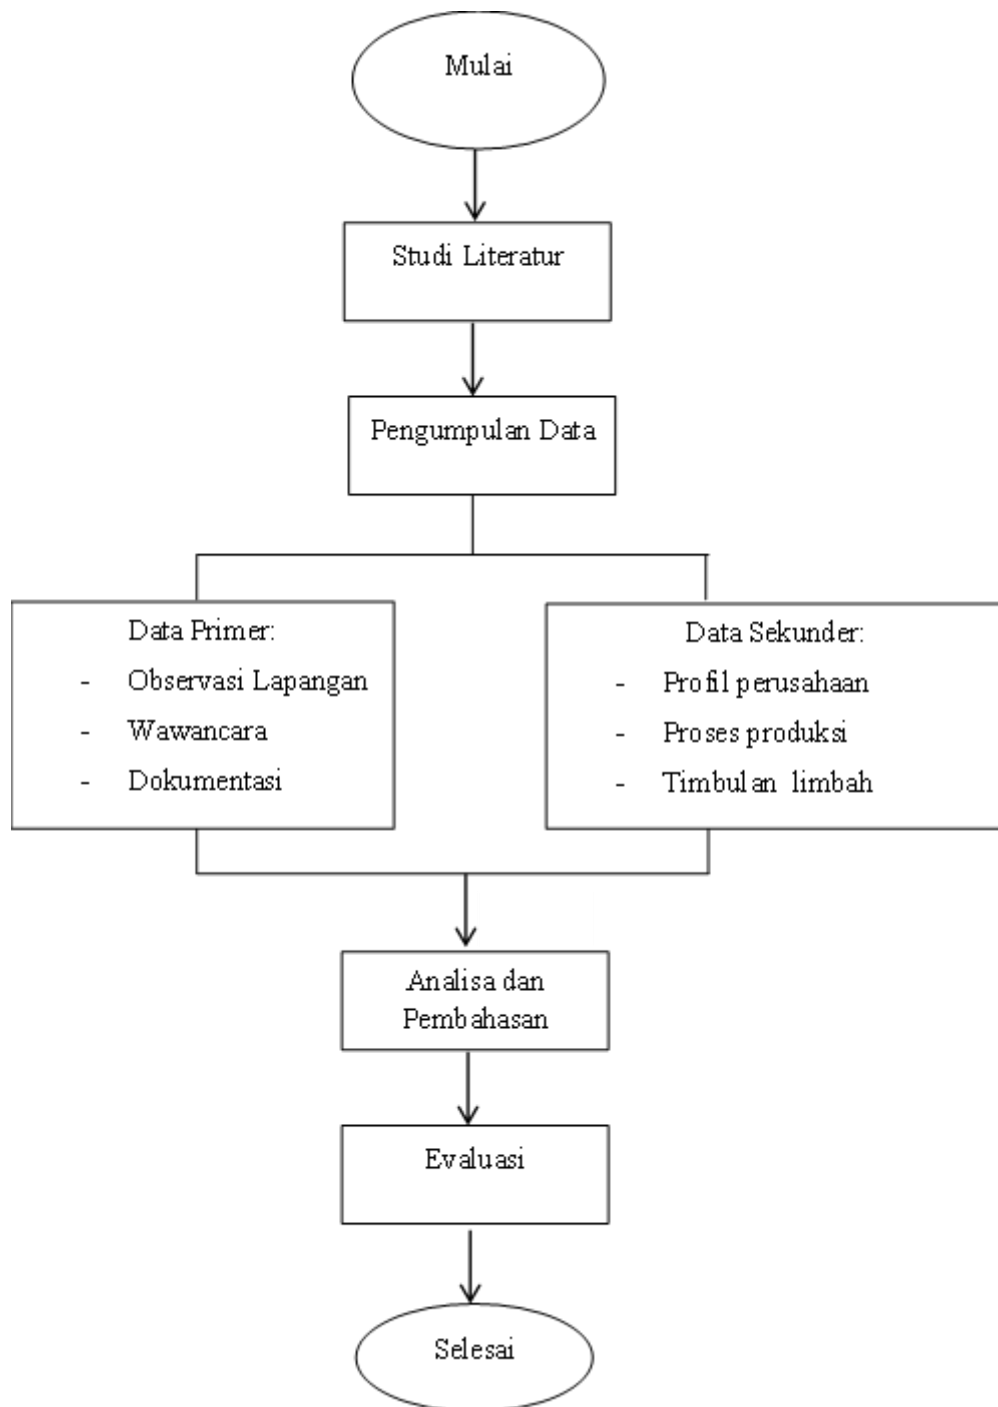 Mulai
Studi Literatur
Pengumpulan Data
Data Primer:
- Observasi Lapangan
- Wawancara
- Dokumentasi
Data Sekunder:
- Profil perusahaan
- Proses produksi
- Timbulan limbah
Analisa dan
Pembahasan
Evaluasi
Selesai